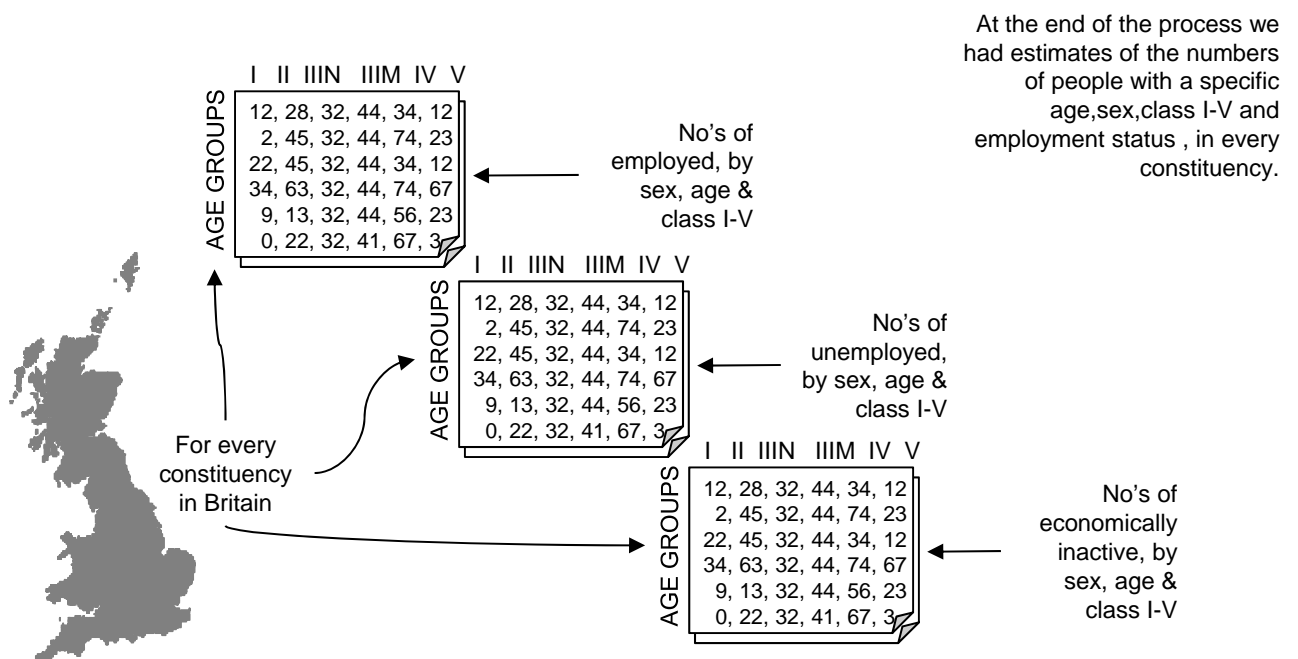 At the end of the process we
had estimates of the numbers
of people with a specific
age,sex,class I-V and
employment status , in every
constituency.
I II IIIN IIIM IV V
AGE GROUPS
12, 28, 32, 44, 34, 12
2, 45, 32, 44, 74, 23
22, 45, 32, 44, 34, 12
34, 63, 32, 44, 74, 67
9, 13, 32, 44, 56, 23
0, 22, 32, 41, 67, 3
No's of
employed, by
sex, age &
class I-V
I II IIIN IIIM IV V
AGE GROUPS
12, 28, 32, 44, 34, 12
2, 45, 32, 44, 74, 23
22, 45, 32, 44, 34, 12
34, 63, 32, 44, 74, 67
9, 13, 32, 44, 56, 23
0, 22, 32, 41, 67, 3
No's of
unemployed,
by sex, age &
class I-V
For every
constituency
in Britain
I II IIIN IIIM IV V
AGE GROUPS
12, 28, 32, 44, 34, 12
2, 45, 32, 44, 74, 23
22, 45, 32, 44, 34, 12
34, 63, 32, 44, 74, 67
9, 13, 32, 44, 56, 23
0, 22, 32, 41, 67, 3
No's of
economically
inactive, by
sex, age &
class I-V